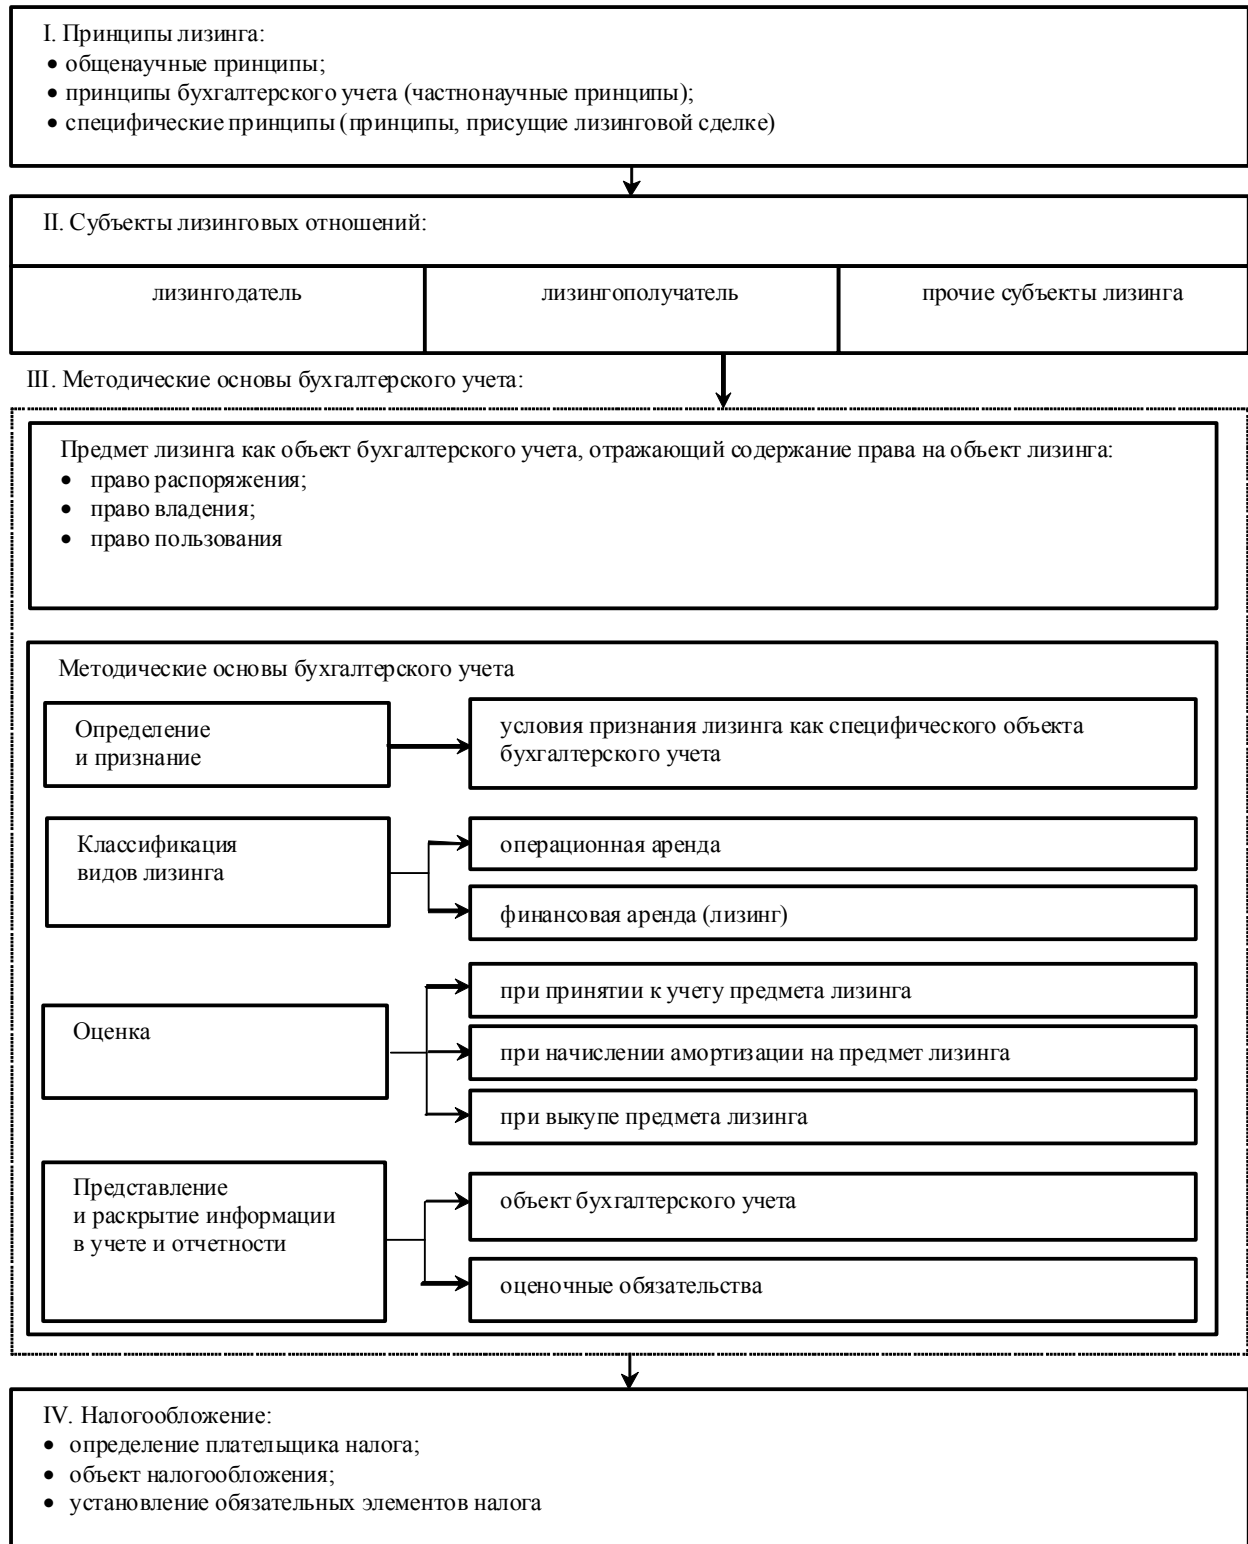 I. Принципы лизинга:
• общенаучные принципы;
• принципы бухгалтерского учета (частнонаучные принципы);
• специфические принципы (принципы, присущие лизинговой сделке)
II. Субъекты лизинговых отношений:
лизингодатель
лизингополучатель
прочие субъекты лизинга
III. Методические основы бухгалтерского учета:
Предмет лизинга как объект бухгалтерского учета, отражающий содержание права на объект лизинга:
• право распоряжения;
• право владения;
• право пользования
Методические основы бухгалтерского учета
Определение
и признание
условия признания лизинга как специфического объекта
бухгалтерского учета
Классификация
видов лизинга
операционная аренда
финансовая аренда (лизинг)
Оценка
при принятии к учету предмета лизинга
при начислении амортизации на предмет лизинга
при выкупе предмета лизинга
Представление
и раскрытие информации
в учете и отчетности
объект бухгалтерского учета
оценочные обязательства
IV. Налогообложение:
• определение плательщика налога;
• объект налогообложения;
• установление обязательных элементов налога